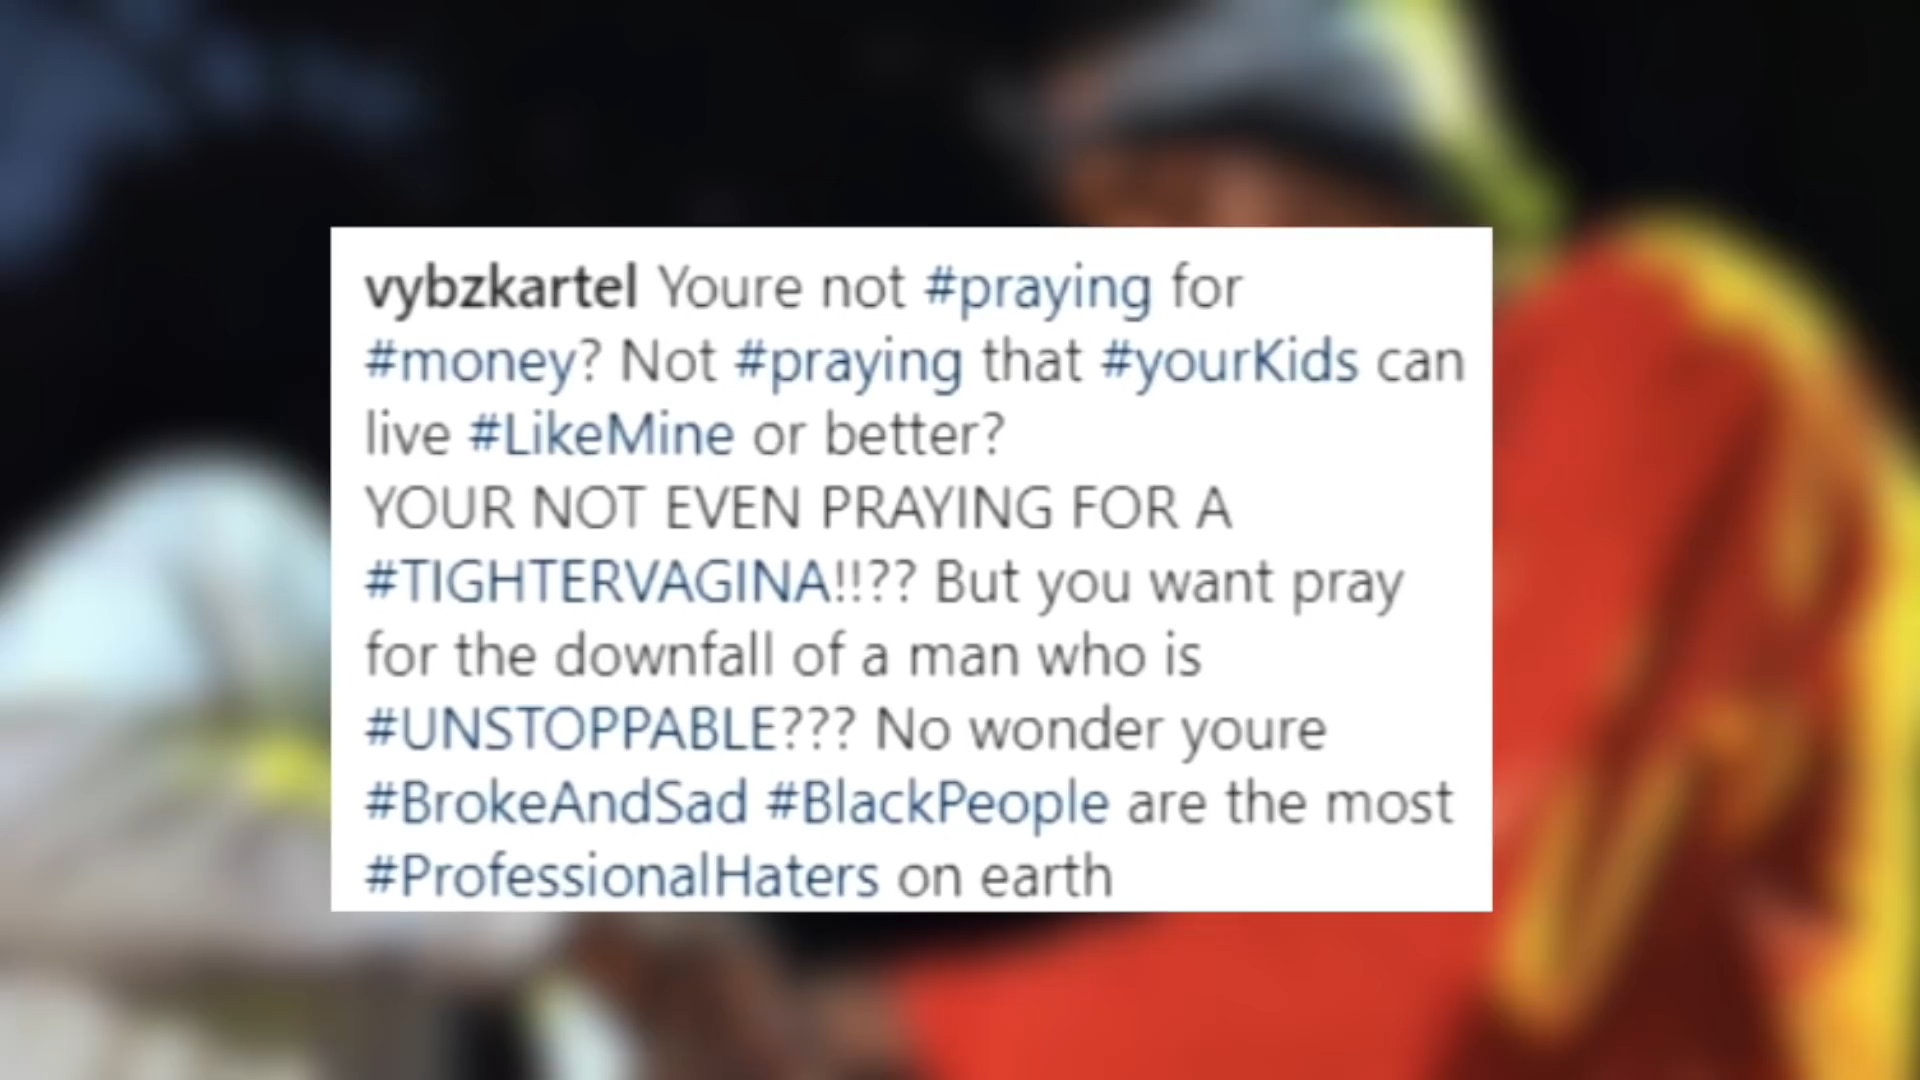 vybzkartel Youre not #praying for
#money? Not #praying that #yourKids can
live #LikeMine or better?
YOUR NOT EVEN PRAYING FOR A
#TIGHTERVAGINA!!?? But you want pray
for the downfall of a man who is
#UNSTOPPABLE??? No wonder youre
#BrokeAndSad #BlackPeople are the most
#ProfessionalHaters on earth